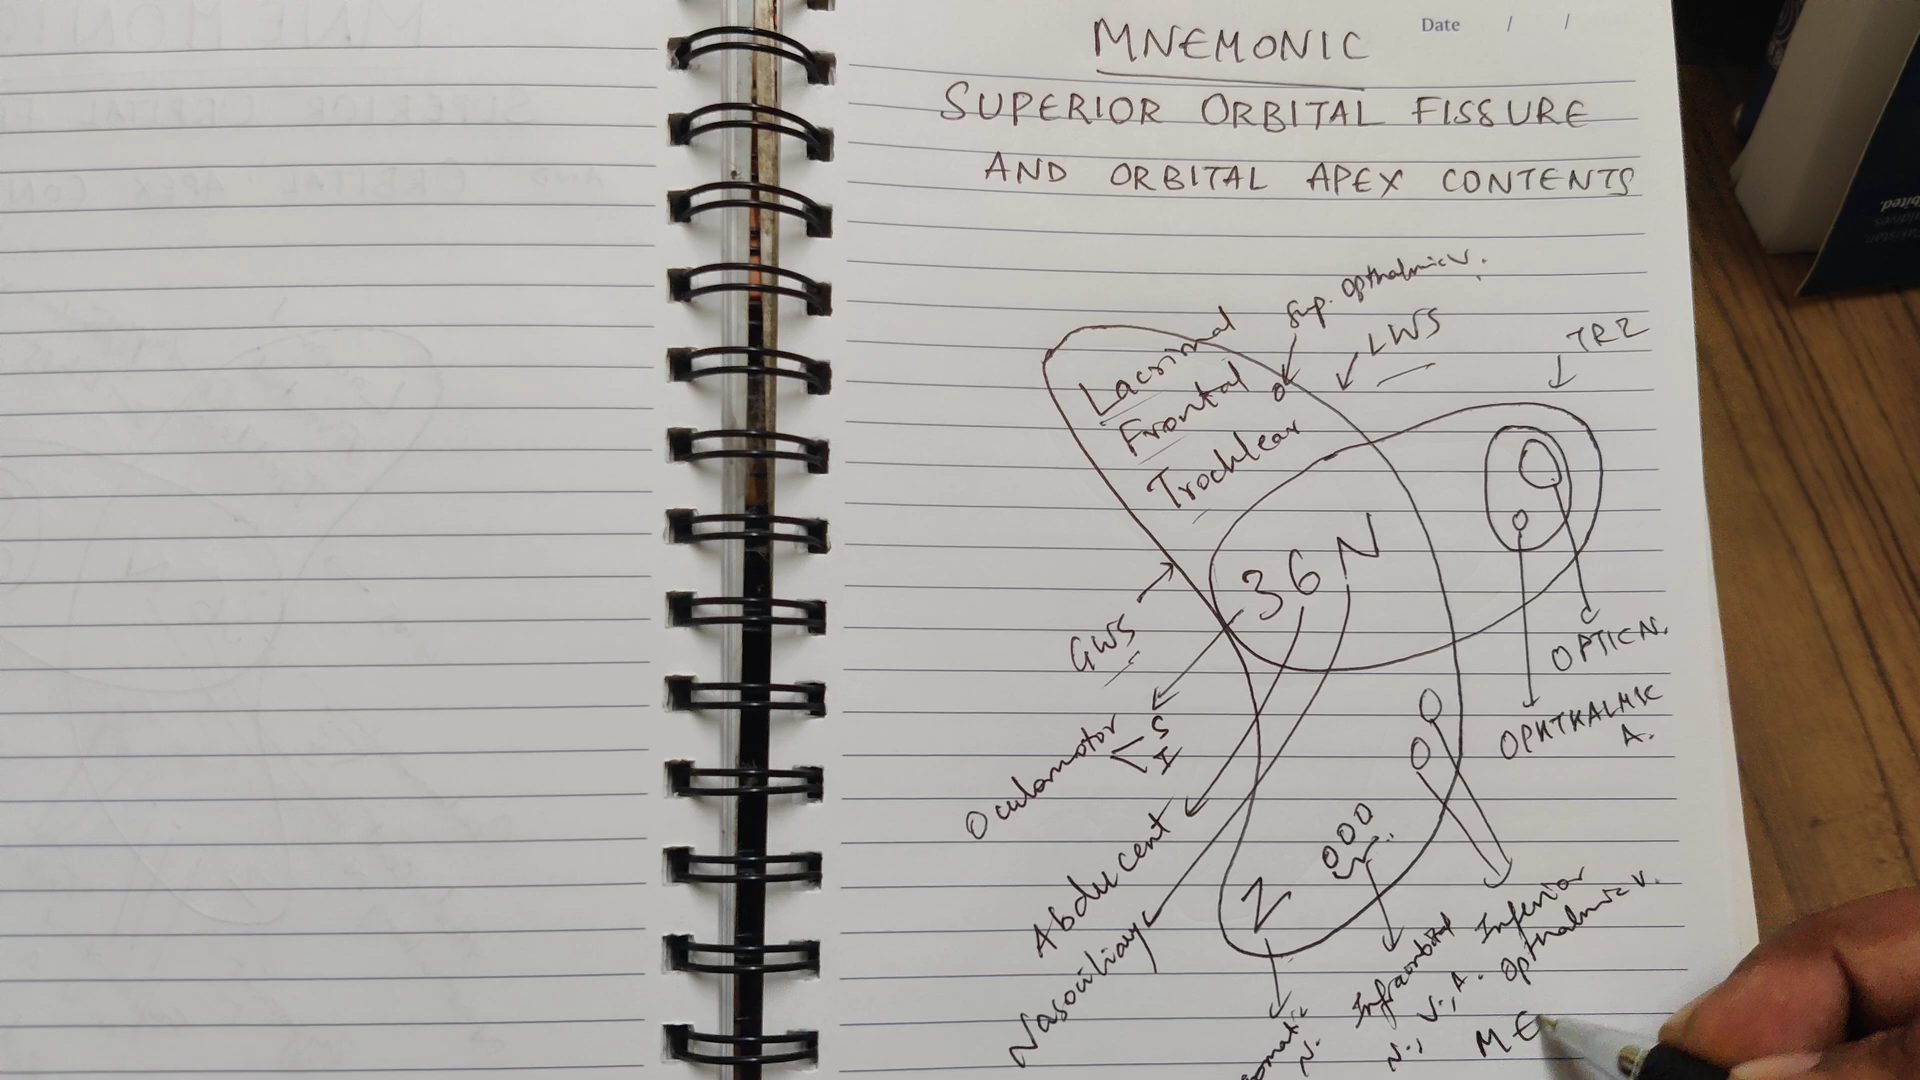 Date / /
MNEMONIC
SUPERIOR ORBITAL FISSURE
AND ORBITAL APEX CONTENTS
Sup. Opthalmic V.
LWS
TRZ
Lacrimal
Frontal
Trochlear
36N
GWS
OPTIC N.
OPHTHALMIC
A.
Oculomotor
S
I
Abducent
Nasociliary
Z
Infraorbital
N., V., A.
Inferior
Opthalmic V.
N.
ME